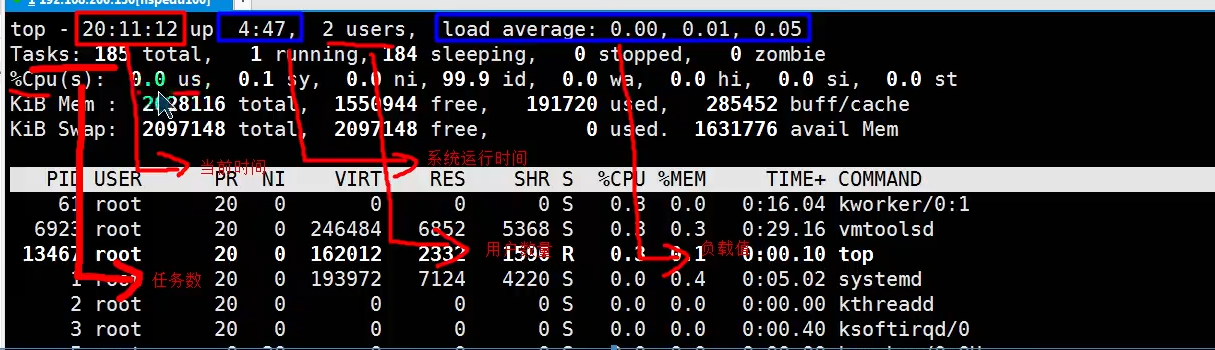 1 192.168.200.130[hspedu100]
top - 20:11:12 up 4:47, 2 users, load average: 0.00, 0.01, 0.05
Tasks: 185 total, 1 running, 184 sleeping, 0 stopped, 0 zombie
%Cpu(s): 0.0 us, 0.1 sy, 0.0 ni, 99.9 id, 0.0 wa, 0.0 hi, 0.0 si, 0.0 st
KiB Mem : 2028116 total, 1550944 free, 191720 used, 285452 buff/cache
KiB Swap: 2097148 total, 2097148 free, 0 used. 1631776 avail Mem
当前时间
系统运行时间
PID USER PR NI VIRT RES SHR S %CPU %MEM TIME+ COMMAND
61 root 20 0 0 0 0 S 0.3 0.0 0:16.04 kworker/0:1
6923 root 20 0 246484 6852 5368 S 0.3 0.3 0:29.16 vmtoolsd
13467 root 20 0 162012 2332 1596 R 0.3 0.1 0:00.10 top
用户数量
负载值
1 root 20 0 193972 7124 4220 S 0.0 0.4 0:05.02 systemd
任务数
2 root 20 0 0 0 0 S 0.0 0.0 0:00.00 kthreadd
3 root 20 0 0 0 0 S 0.0 0.0 0:00.40 ksoftirqd/0